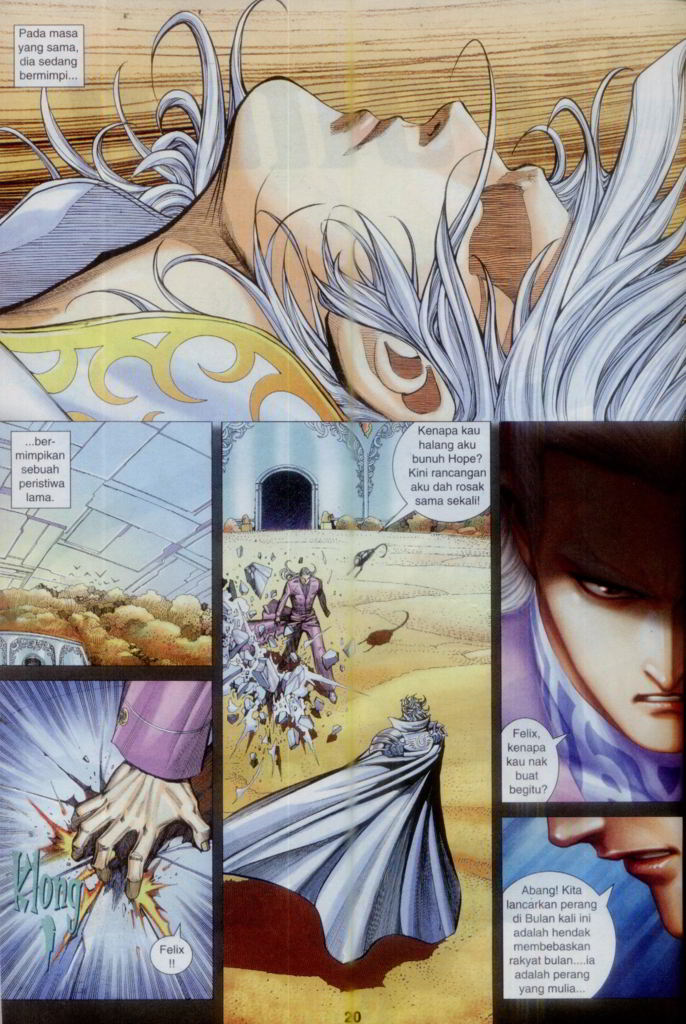 Pada masa
yang sama,
dia sedang
bermimpi...
...ber-
mimpikan
sebuah
peristiwa
lama.
Klong
Felix
!!
Kenapa kau
halang aku
bunuh Hope?
Kini rancangan
aku dah rosak
sama sekali!
Felix,
kenapa
kau nak
buat
begitu?
Abang! Kita
lancarkan perang
di Bulan kali ini
adalah hendak
membebaskan
rakyat bulan....ia
adalah perang
yang mulia...
20